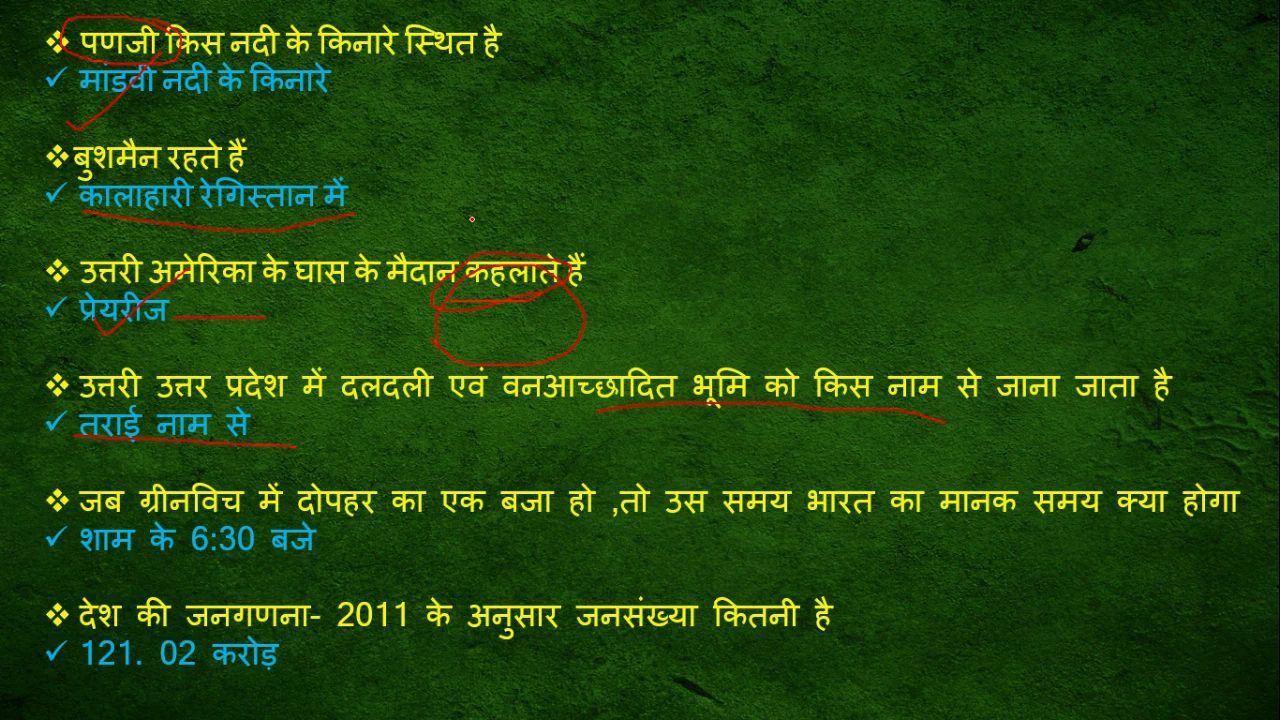 ❖ पणजी किस नदी के किनारे स्थित है
✓ मांडवी नदी के किनारे
❖ बुशमैन रहते हैं
✓ कालाहारी रेगिस्तान में
❖ उत्तरी अमेरिका के घास के मैदान कहलाते हैं
✓ प्रेयरीज
❖ उत्तरी उत्तर प्रदेश में दलदली एवं वनआच्छादित भूमि को किस नाम से जाना जाता है
✓ तराई नाम से
❖ जब ग्रीनविच में दोपहर का एक बजा हो ,तो उस समय भारत का मानक समय क्या होगा
✓ शाम के 6:30 बजे
❖ देश की जनगणना- 2011 के अनुसार जनसंख्या कितनी है
✓ 121. 02 करोड़